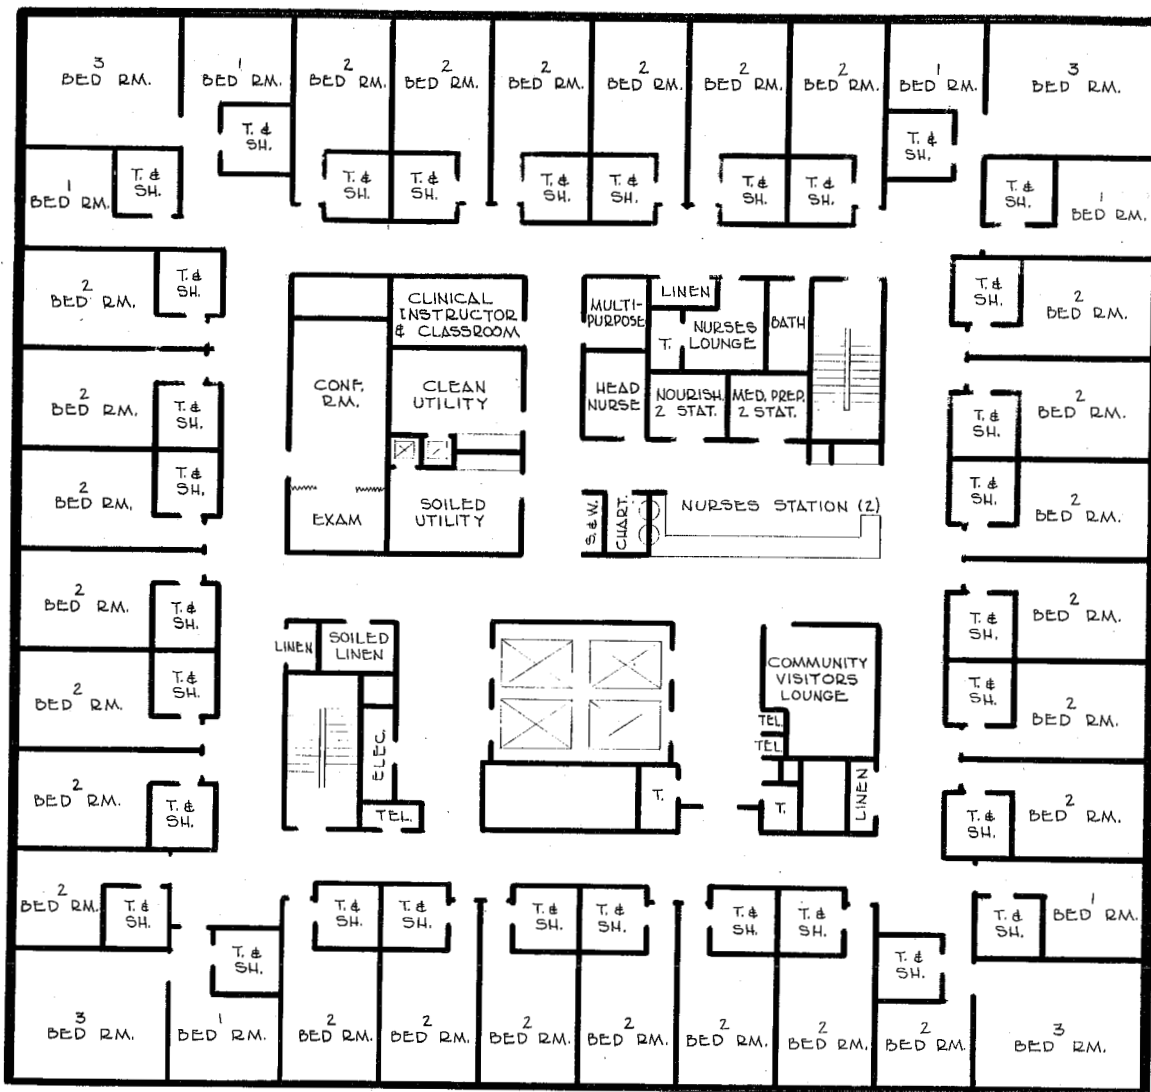 3
BED RM.
1
BED RM.
2
BED RM.
2
BED RM.
2
BED RM.
2
BED RM.
2
BED RM.
2
BED RM.
1
BED RM.
3
BED RM.
T. &
SH.
T. &
SH.
T. &
SH.
T. &
SH.
T. &
SH.
T. &
SH.
T. &
SH.
T. &
SH.
1
BED RM.
T. &
SH.
T. &
SH.
1
BED RM.
2
BED RM.
T. &
SH.
CLINICAL
INSTRUCTOR
& CLASSROOM
MULTI-
PURPOSE
LINEN
T.
NURSES
LOUNGE
BATH
T. &
SH.
2
BED RM.
2
BED RM.
T. &
SH.
CONF.
RM.
CLEAN
UTILITY
HEAD
NURSE
NOURISH.
2 STAT.
MED. PREP.
2 STAT.
T. &
SH.
2
BED RM.
2
BED RM.
T. &
SH.
EXAM
SOILED
UTILITY
S. & W.
CHART.
NURSES STATION (2)
T. &
SH.
2
BED RM.
2
BED RM.
T. &
SH.
LINEN
SOILED
LINEN
COMMUNITY
VISITORS
LOUNGE
T. &
SH.
2
BED RM.
2
BED RM.
T. &
SH.
ELEC.
TEL.
TEL.
TEL.
T.
T.
LINEN
T. &
SH.
2
BED RM.
2
BED RM.
T. &
SH.
T. &
SH.
2
BED RM.
2
BED RM.
T. &
SH.
T. &
SH.
T. &
SH.
T. &
SH.
T. &
SH.
T. &
SH.
T. &
SH.
T. &
SH.
1
BED RM.
T. &
SH.
T. &
SH.
3
BED RM.
1
BED RM.
2
BED RM.
2
BED RM.
2
BED RM.
2
BED RM.
2
BED RM.
2
BED RM.
2
BED RM.
3
BED RM.